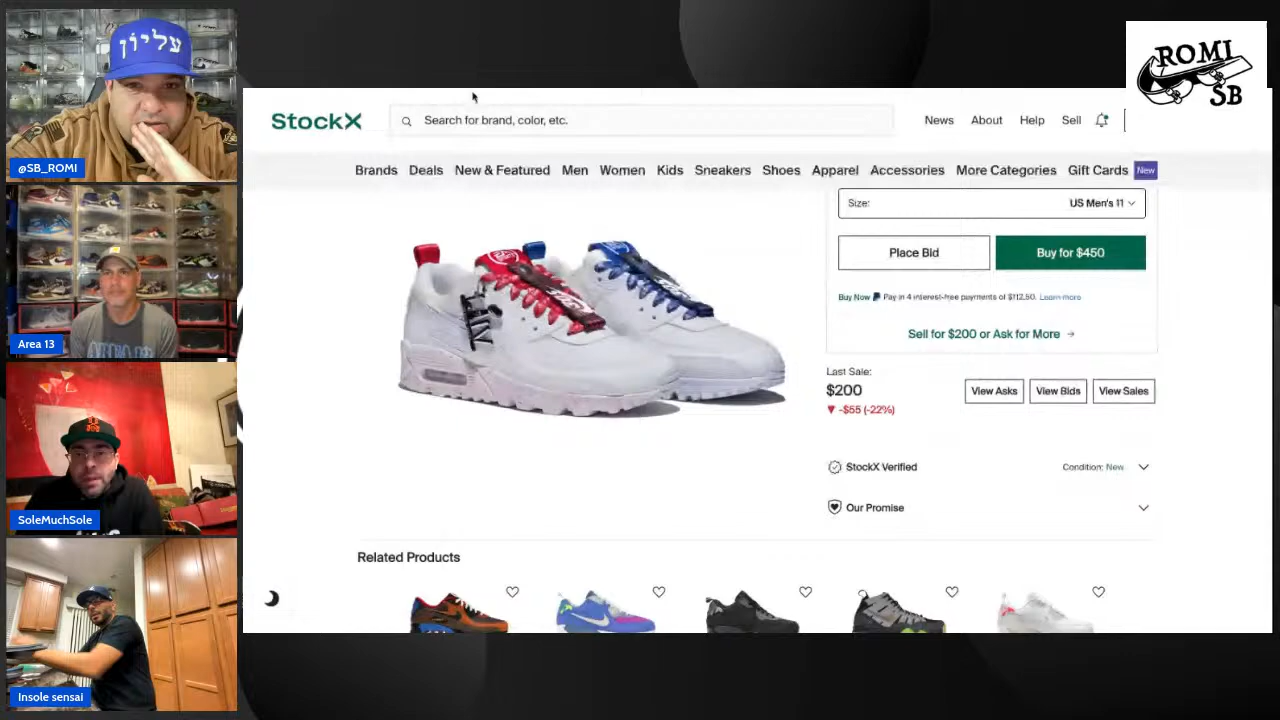 עליון
@SB_ROMI
Area 13
SoleMuchSole
Insole sensai
ROMI
SB
StockX
Search for brand, color, etc.
News About Help Sell
Brands Deals New & Featured Men Women Kids Sneakers Shoes Apparel Accessories More Categories Gift Cards New
Size: US Men's 11
Place Bid
Buy for $450
Buy Now Pay in 4 interest-free payments of $112.50. Learn more
Sell for $200 or Ask for More →
Last Sale:
$200
▼ -$55 (-22%)
View Asks
View Bids
View Sales
StockX Verified
Condition: New
Our Promise
Related Products